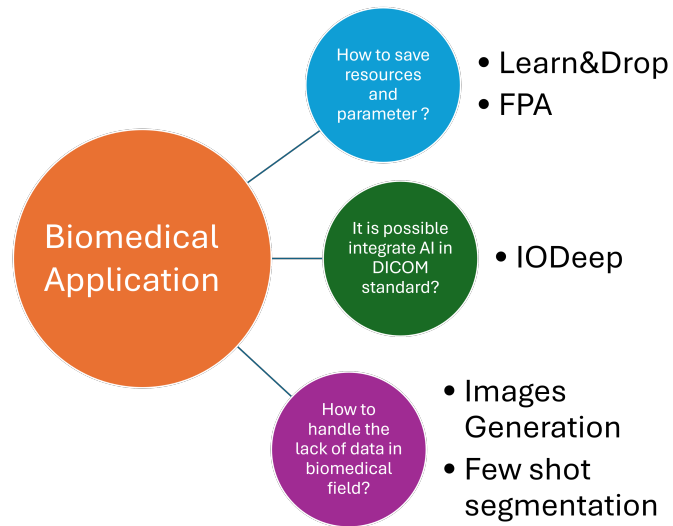 Biomedical
Application
How to save
resources
and
parameter ?
• Learn&Drop
• FPA
It is possible
integrate AI in
DICOM
standard?
• IODeep
How to
handle the
lack of data in
biomedical
field?
• Images
Generation
• Few shot
segmentation